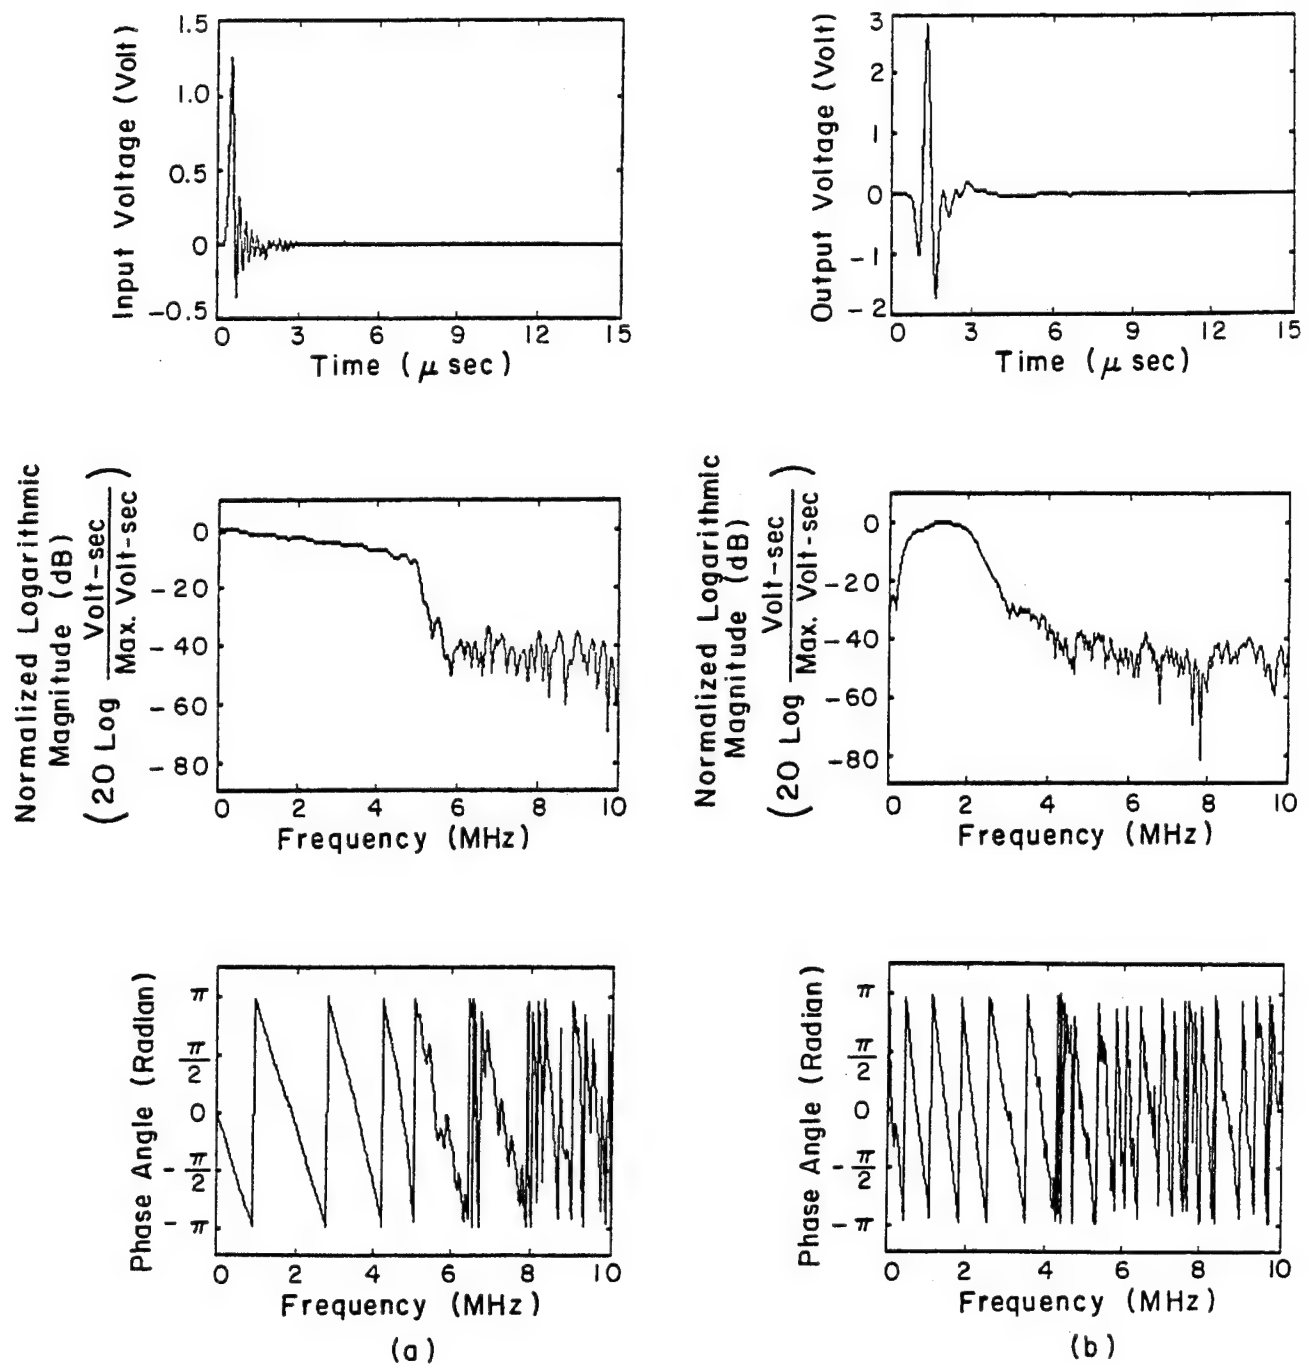 1.5
1.0
0.5
0
-0.5
Input Voltage (Volt)
0 3 6 9 12 15
Time (μ sec)
3
2
1
0
-1
-2
Output Voltage (Volt)
0 3 6 9 12 15
Time (μ sec)
Normalized Logarithmic
Magnitude (dB)
(20 Log Volt-sec / Max. Volt-sec)
0
-20
-40
-60
-80
0 2 4 6 8 10
Frequency (MHz)
Normalized Logarithmic
Magnitude (dB)
(20 Log Volt-sec / Max. Volt-sec)
0
-20
-40
-60
-80
0 2 4 6 8 10
Frequency (MHz)
Phase Angle (Radian)
π
π/2
0
-π/2
-π
0 2 4 6 8 10
Frequency (MHz)
(a)
Phase Angle (Radian)
π
π/2
0
-π/2
-π
0 2 4 6 8 10
Frequency (MHz)
(b)